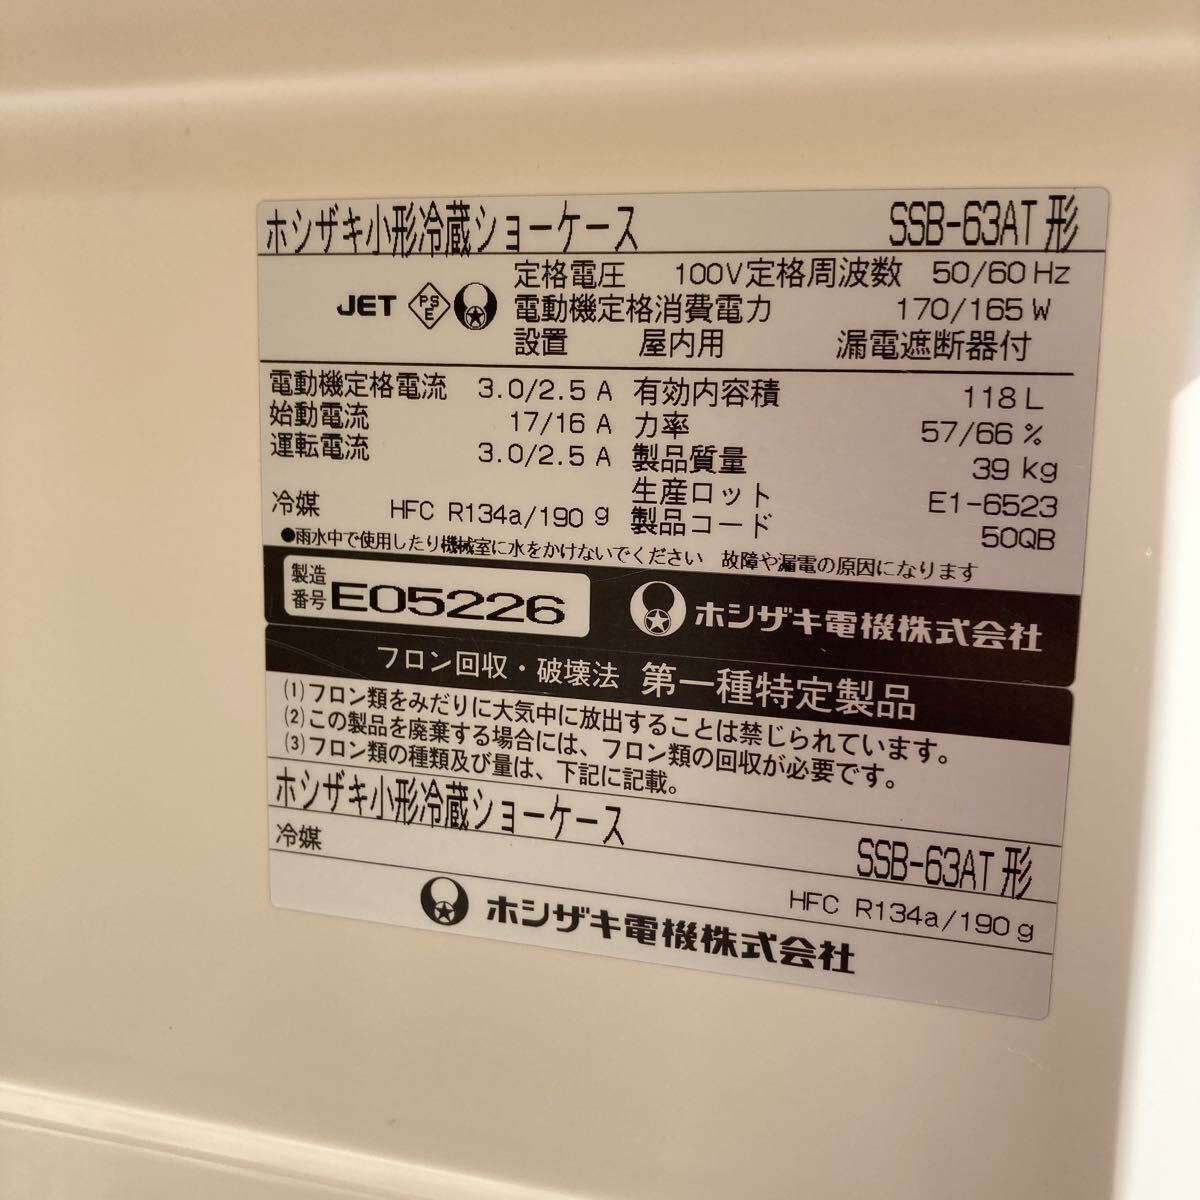 ホシザキ小形冷蔵ショーケース SSB-63AT形
定格電圧 100V 定格周波数 50/60 Hz
JET PSE 電動機定格消費電力 170/165 W
設置 屋内用 漏電遮断器付
電動機定格電流 3.0/2.5 A 有効内容積 118 L
始動電流 17/16 A 力率 57/66 %
運転電流 3.0/2.5 A 製品質量 39 kg
生産ロット E1-6523
冷媒 HFC R134a/190 g 製品コード 50QB
●雨水中で使用したり機械室に水をかけないでください 故障や漏電の原因になります
製造番号 E05226 ホシザキ電機株式会社
フロン回収・破壊法 第一種特定製品
(1)フロン類をみだりに大気中に放出することは禁じられています。
(2)この製品を廃棄する場合には、フロン類の回収が必要です。
(3)フロン類の種類及び量は、下記に記載。
ホシザキ小形冷蔵ショーケース SSB-63AT形
冷媒 HFC R134a/190 g
ホシザキ電機株式会社